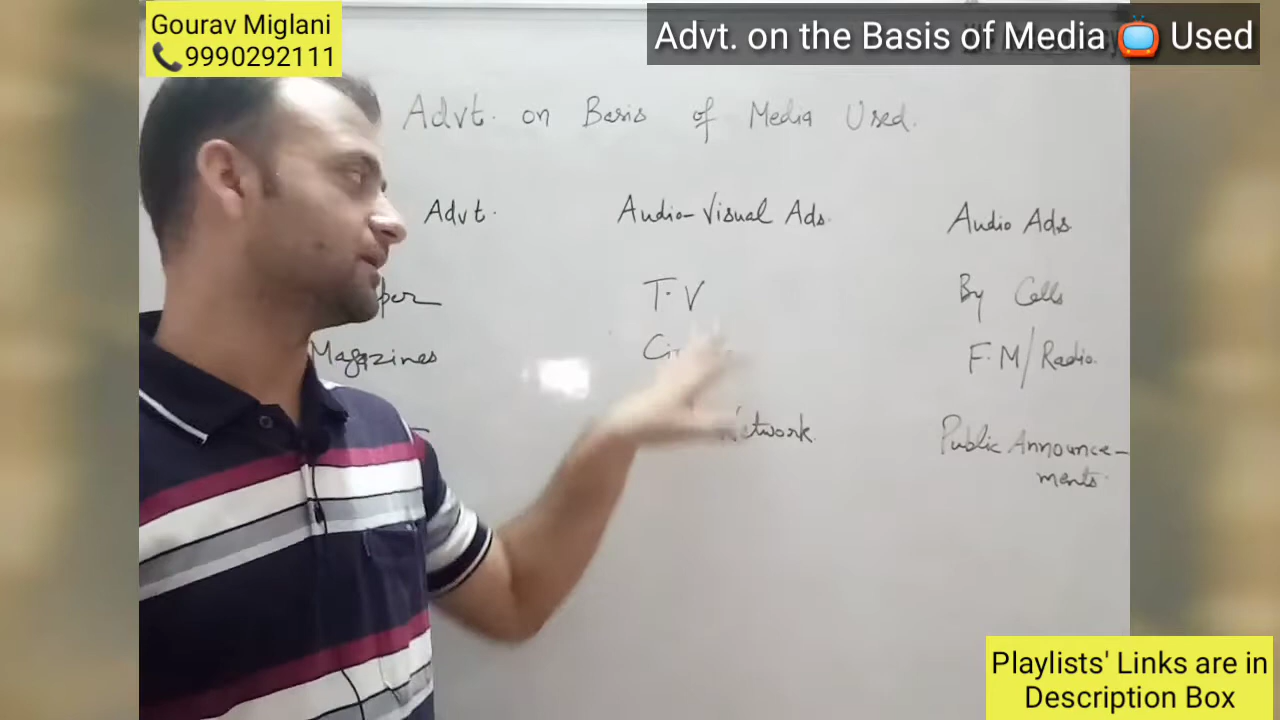 Gourav Miglani
📞9990292111
Advt. on the Basis of Media 📺 Used
Advt. on Basis of Media Used.
Advt.
Audio-Visual Ads.
Audio Ads
T.V
By Calls
Magazines
F.M/Radio.
Network.
Public Announce-
ments.
Playlists' Links are in
Description Box